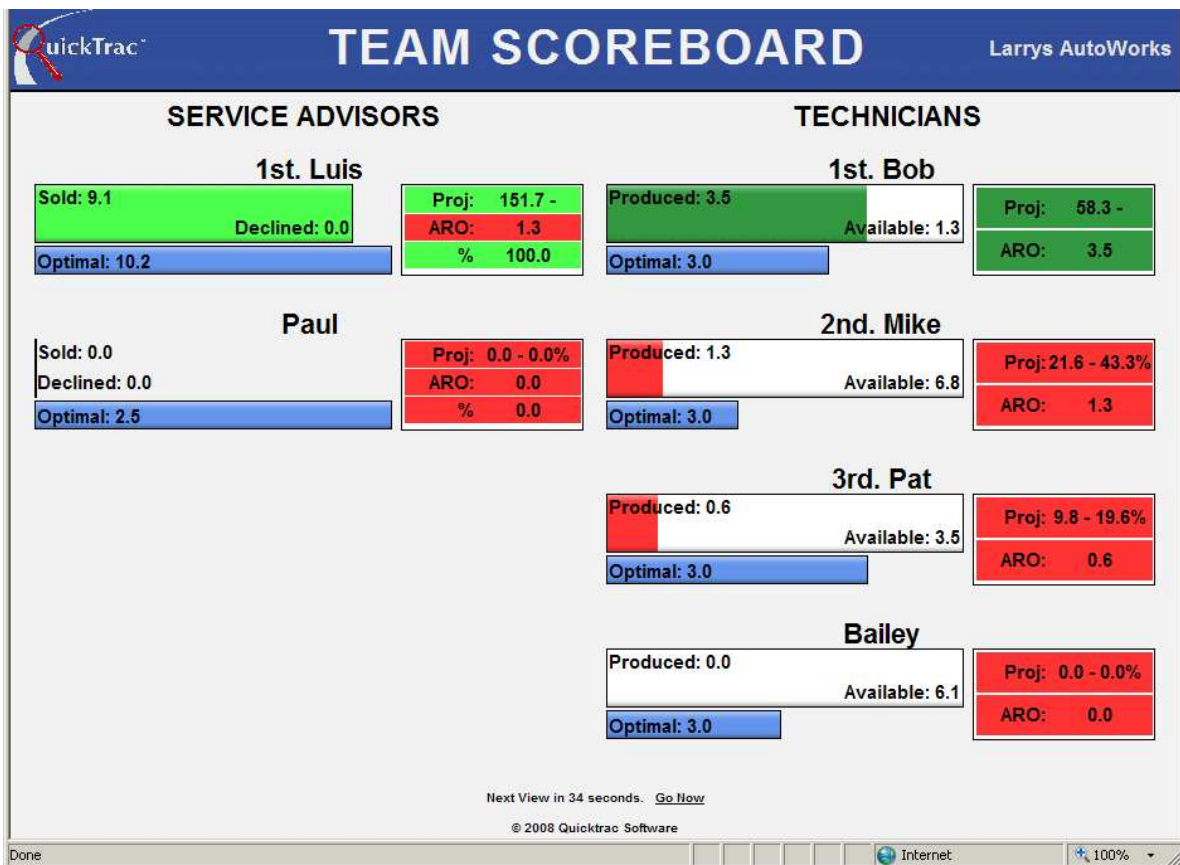 QuickTrac™
TEAM SCOREBOARD
Larrys AutoWorks
SERVICE ADVISORS
1st. Luis
Sold: 9.1
Declined: 0.0
Optimal: 10.2
Proj: 151.7 -
ARO: 1.3
% 100.0
Paul
Sold: 0.0
Declined: 0.0
Optimal: 2.5
Proj: 0.0 - 0.0%
ARO: 0.0
% 0.0
TECHNICIANS
1st. Bob
Produced: 3.5
Available: 1.3
Optimal: 3.0
Proj: 58.3 -
ARO: 3.5
2nd. Mike
Produced: 1.3
Available: 6.8
Optimal: 3.0
Proj: 21.6 - 43.3%
ARO: 1.3
3rd. Pat
Produced: 0.6
Available: 3.5
Optimal: 3.0
Proj: 9.8 - 19.6%
ARO: 0.6
Bailey
Produced: 0.0
Available: 6.1
Optimal: 3.0
Proj: 0.0 - 0.0%
ARO: 0.0
Next View in 34 seconds. Go Now
© 2008 Quicktrac Software
Done
Internet
100%